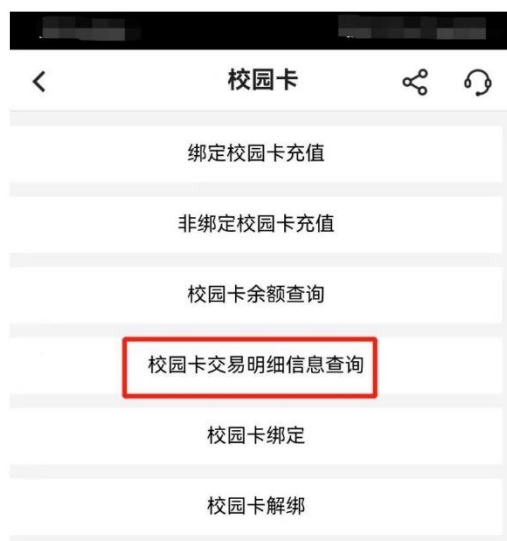 校园卡
绑定校园卡充值
非绑定校园卡充值
校园卡余额查询
校园卡交易明细信息查询
校园卡绑定
校园卡解绑